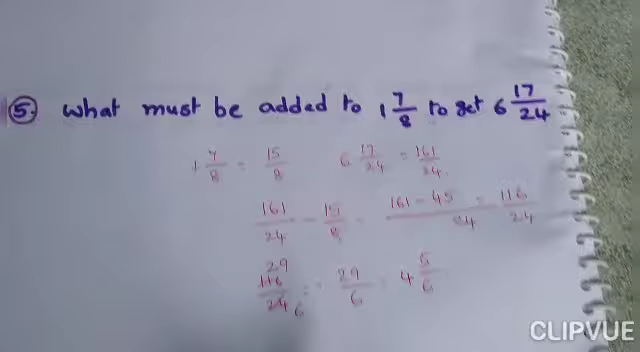 5. What must be added to 1 7/8 to get 6 17/24
1 7/8 = 15/8 6 17/24 = 161/24.
161/24 - 15/8 = 161 - 45/24 = 116/24
29
116/24 6 = 29/6 = 4 5/6
CLIPVUE